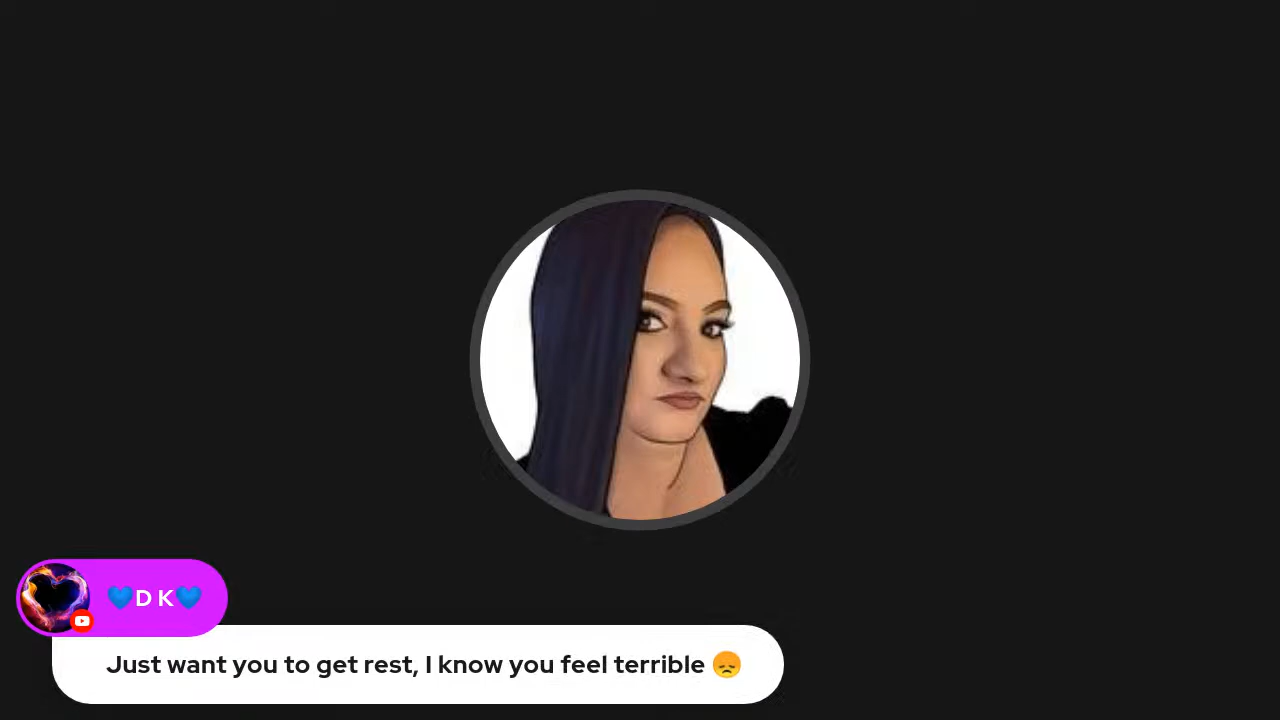 💙D K💙
Just want you to get rest, I know you feel terrible 😞